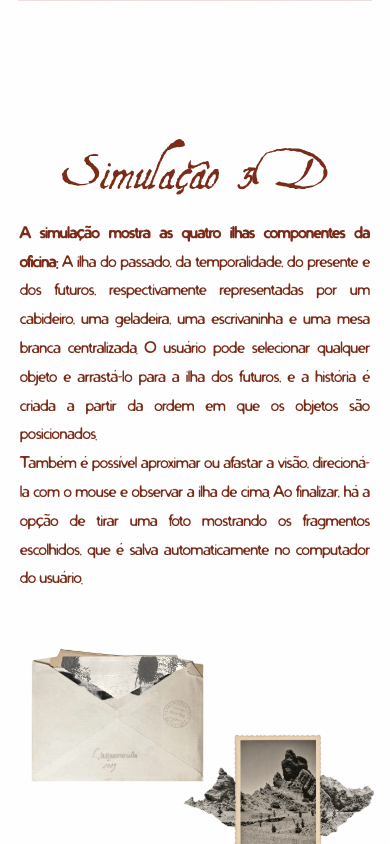 Simulação 3D
A simulação mostra as quatro ilhas componentes da
oficina: A ilha do passado, da temporalidade, do presente e
dos futuros, respectivamente representadas por um
cabideiro, uma geladeira, uma escrivaninha e uma mesa
branca centralizada. O usuário pode selecionar qualquer
objeto e arrastá-lo para a ilha dos futuros, e a história é
criada a partir da ordem em que os objetos são
posicionados.
Também é possível aproximar ou afastar a visão, direcioná-
la com o mouse e observar a ilha de cima. Ao finalizar, há a
opção de tirar uma foto mostrando os fragmentos
escolhidos, que é salva automaticamente no computador
do usuário.